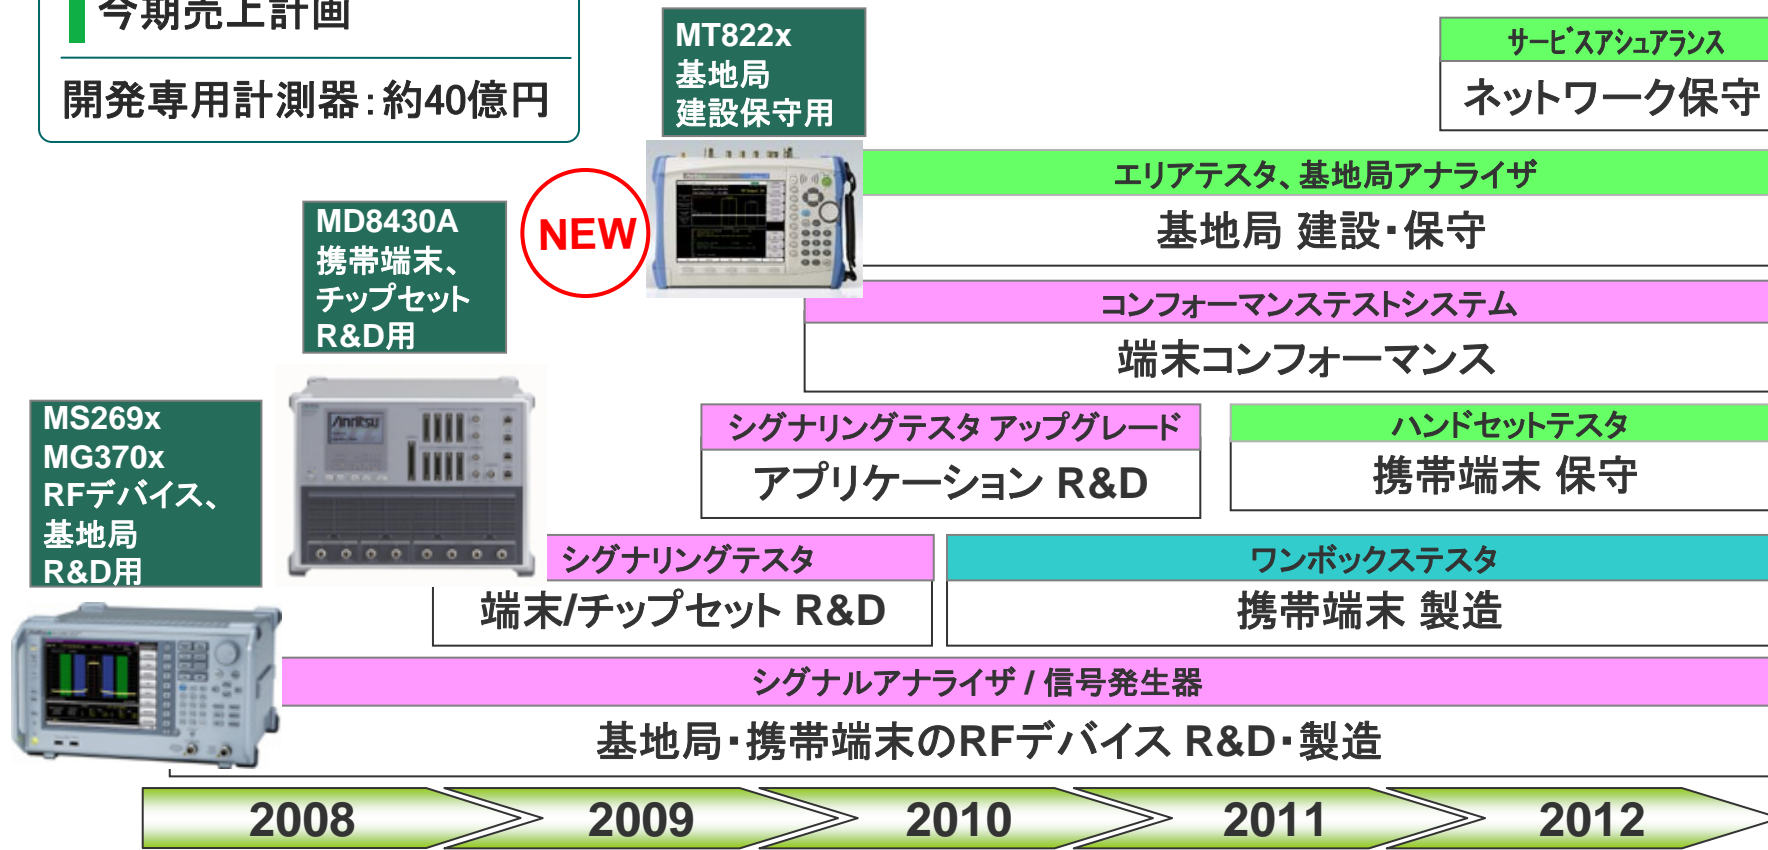 今期売上計画
開発専用計測器：約40億円
MT822x
基地局
建設保守用
サービスアシュアランス
ネットワーク保守
エリアテスタ、基地局アナライザ
基地局 建設・保守
NEW
MD8430A
携帯端末、
チップセット
R&D用
コンフォーマンステストシステム
端末コンフォーマンス
MS269x
MG370x
RFデバイス、
基地局
R&D用
Anritsu
シグナリングテスタ アップグレード
アプリケーション R&D
ハンドセットテスタ
携帯端末 保守
シグナリングテスタ
端末/チップセット R&D
ワンボックステスタ
携帯端末 製造
シグナルアナライザ / 信号発生器
基地局・携帯端末のRFデバイス R&D・製造
2008
2009
2010
2011
2012